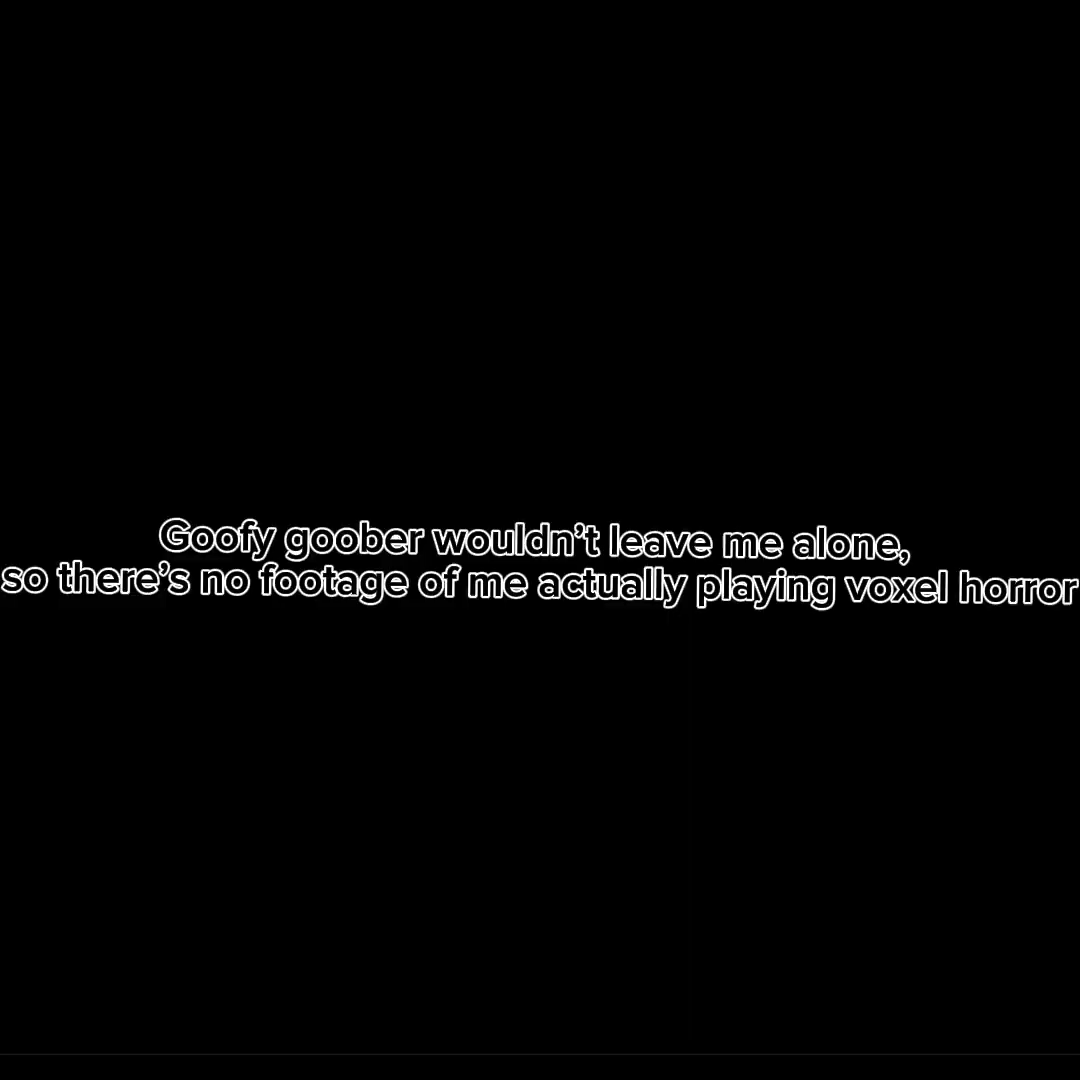 Goofy goober wouldn’t leave me alone,
so there’s no footage of me actually playing voxel horror